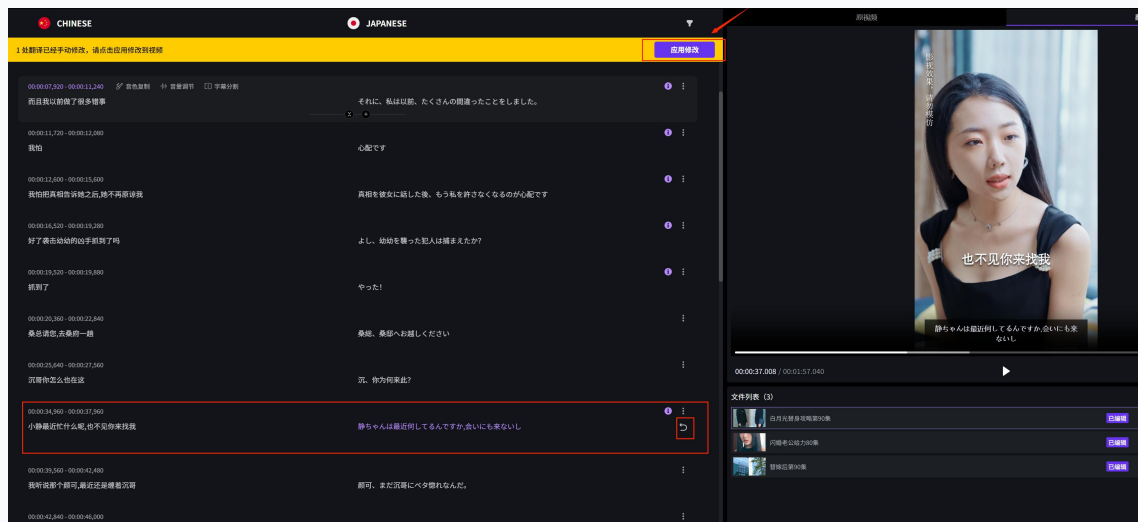 CHINESE
JAPANESE
1 处翻译已经手动修改，请点击应用修改到视频
应用修改
00:00:07,920 - 00:00:11,240 音色复制 音量调节 字幕分割
而且我以前做了很多错事
それに、私は以前、たくさんの間違ったことをしました。
00:00:11,720 - 00:00:12,080
我怕
心配です
00:00:12,600 - 00:00:15,600
我怕把真相告诉她之后,她不再原谅我
真相を彼女に話した後、もう私を許さなくなるのが心配です
00:00:16,520 - 00:00:19,280
好了袭击幼幼的凶手抓到了吗
よし、幼幼を襲った犯人は捕まえたか?
00:00:19,520 - 00:00:19,880
抓到了
やった!
00:00:20,360 - 00:00:22,840
桑总请您,去桑府一趟
桑総、桑邸へお越しください
00:00:25,640 - 00:00:27,560
沉哥你怎么也在这
沉、你为何来此?
00:00:34,960 - 00:00:37,960
小静最近忙什么呢,也不见你来找我
静ちゃんは最近何してるんですか,会いにも来ないし
00:00:39,560 - 00:00:42,480
我听说那个颜可,最近还是缠着沉哥
顔可、まだ沉哥にベタ惚れなんだ。
00:00:42,840 - 00:00:46,000
原视频
影视效果，请勿模仿
也不见你来找我
静ちゃんは最近何してるんですか,会いにも来
ないし
00:00:37.008 / 00:01:57.040
文件列表（3）
白月光替身攻略第90集
已编辑
闪婚老公给力80集
已编辑
替嫁后第90集
已编辑